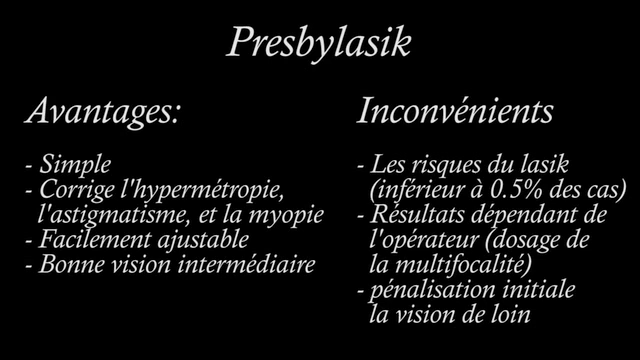 Presbylasik
Avantages:
- Simple
- Corrige l'hypermétropie,
l'astigmatisme, et la myopie
- Facilement ajustable
- Bonne vision intermédiaire
Inconvénients
- Les risques du lasik
(inférieur à 0.5% des cas)
- Résultats dépendant de
l'opérateur (dosage de
la multifocalité)
- pénalisation initiale
la vision de loin